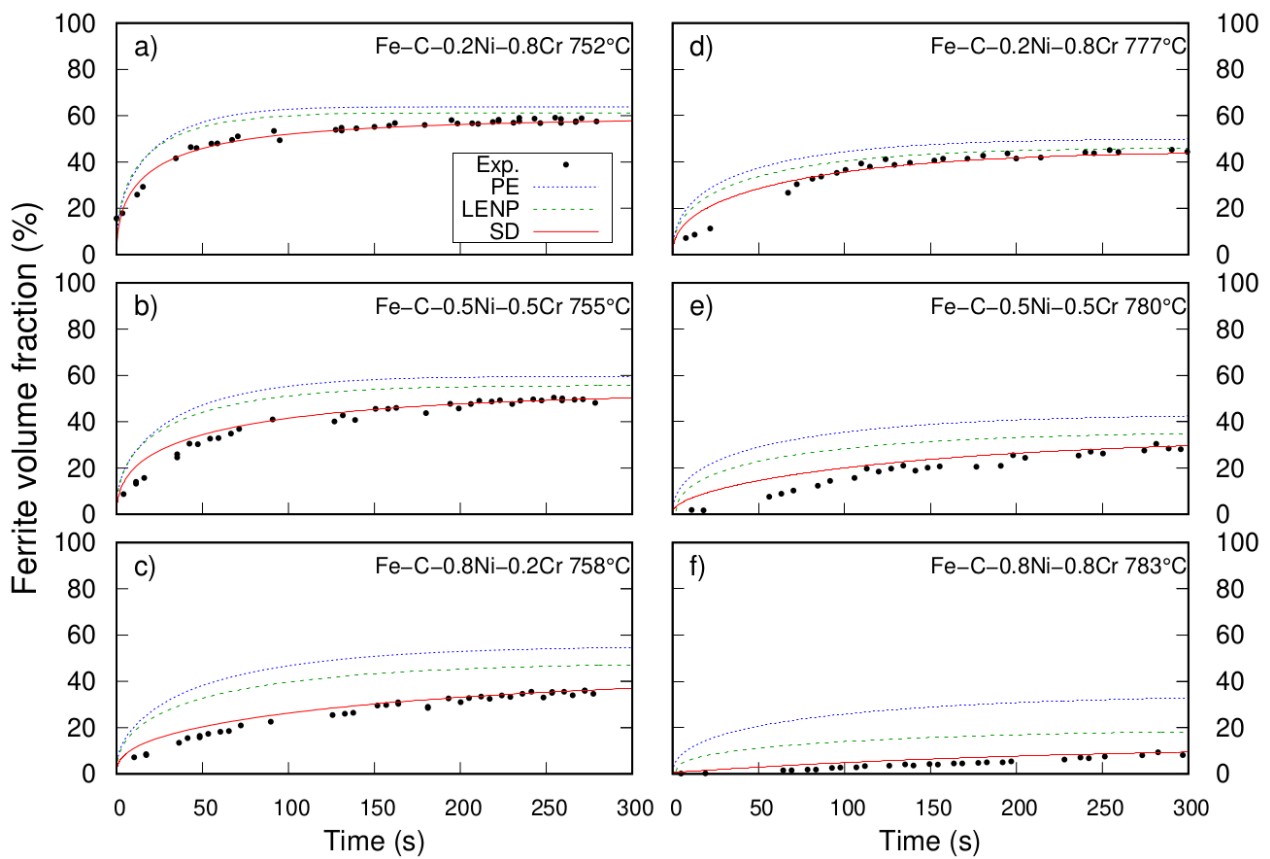 Ferrite volume fraction (%)
100
80
60
40
20
0
a)
Fe−C−0.2Ni−0.8Cr 752°C
Exp.
PE
LENP
SD
100
80
60
40
20
0
b)
Fe−C−0.5Ni−0.5Cr 755°C
100
80
60
40
20
0
c)
Fe−C−0.8Ni−0.2Cr 758°C
0 50 100 150 200 250 300
Time (s)
d)
Fe−C−0.2Ni−0.8Cr 777°C
100
80
60
40
20
0
e)
Fe−C−0.5Ni−0.5Cr 780°C
100
80
60
40
20
0
f)
Fe−C−0.8Ni−0.8Cr 783°C
100
80
60
40
20
0
0 50 100 150 200 250 300
Time (s)